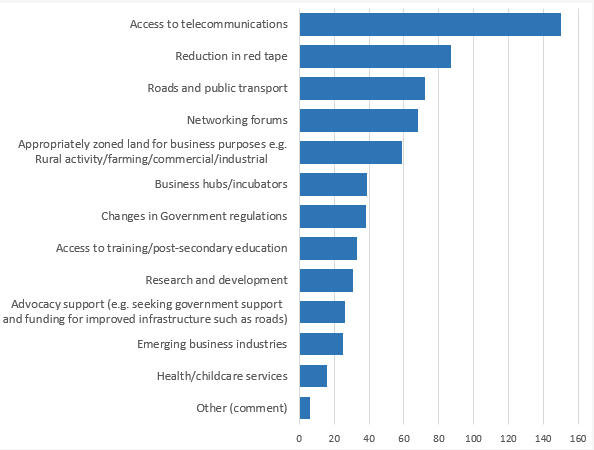 Access to telecommunications
Reduction in red tape
Roads and public transport
Networking forums
Appropriately zoned land for business purposes e.g.
Rural activity/farming/commercial/industrial
Business hubs/incubators
Changes in Government regulations
Access to training/post-secondary education
Research and development
Advocacy support (e.g. seeking government support
and funding for improved infrastructure such as roads)
Emerging business industries
Health/childcare services
Other (comment)
0 20 40 60 80 100 120 140 160